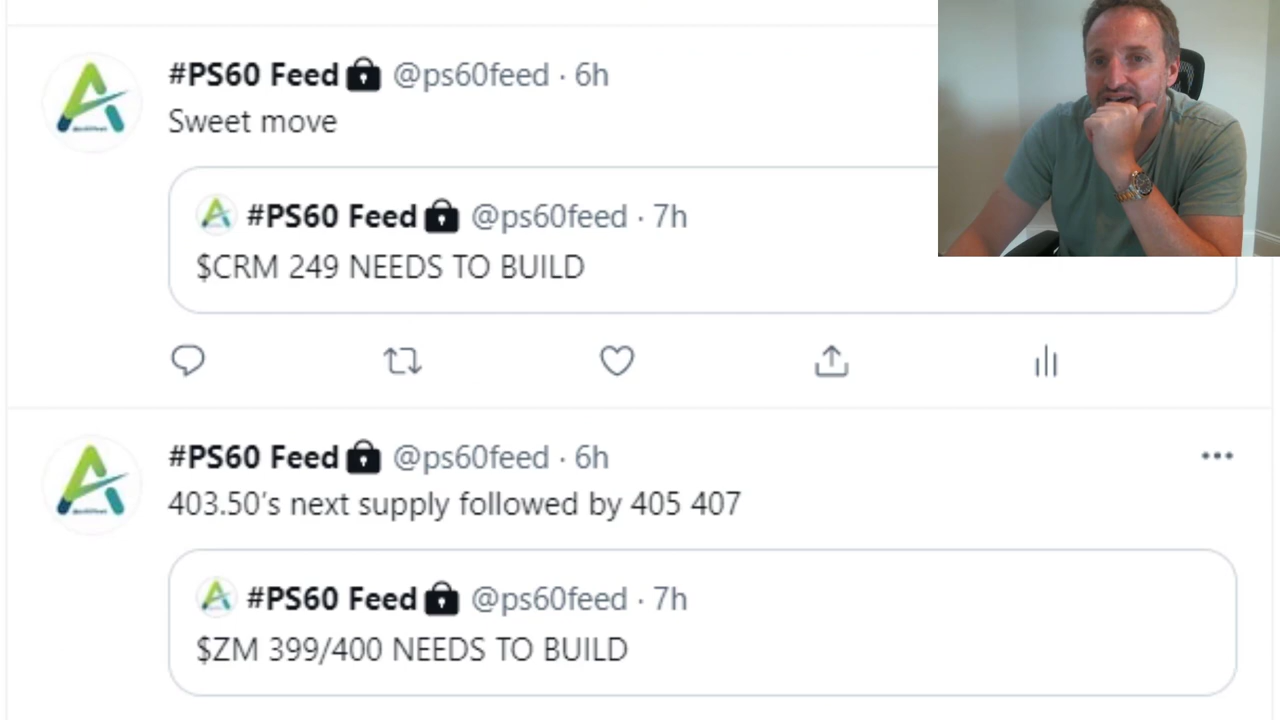 #PS60 Feed @ps60feed · 6h
Sweet move
#PS60 Feed @ps60feed · 7h
$CRM 249 NEEDS TO BUILD
#PS60 Feed @ps60feed · 6h
403.50's next supply followed by 405 407
#PS60 Feed @ps60feed · 7h
$ZM 399/400 NEEDS TO BUILD